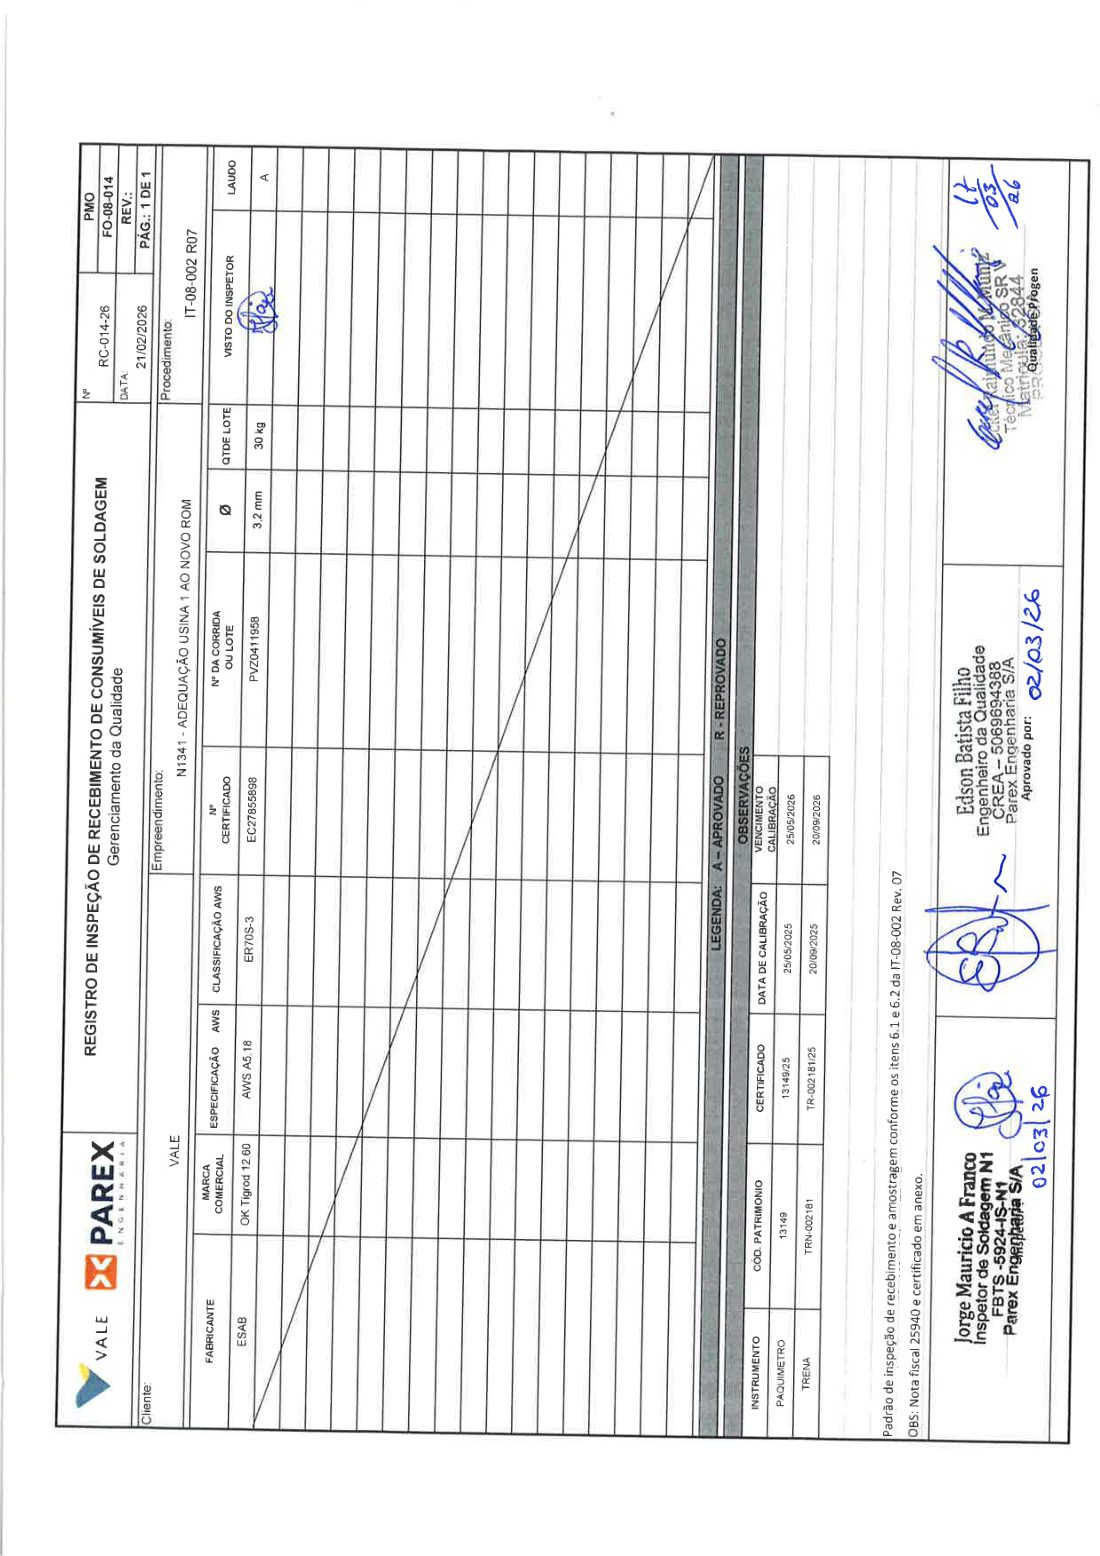 VALE
PAREX
ENGENHARIA
REGISTRO DE INSPEÇÃO DE RECEBIMENTO DE CONSUMÍVEIS DE SOLDAGEM
Gerenciamento da Qualidade
Nº
RC-014-26
DATA:
21/02/2026
PMO
FO-08-014
REV.:
PÁG.: 1 DE 1
Cliente:
VALE
Empreendimento:
N1341 - ADEQUAÇÃO USINA 1 AO NOVO ROM
Procedimento:
IT-08-002 R07
FABRICANTE MARCA COMERCIAL ESPECIFICAÇÃO AWS CLASSIFICAÇÃO AWS Nº CERTIFICADO Nº DA CORRIDA OU LOTE Ø QTDE LOTE VISTO DO INSPETOR LAUDO
ESAB OK Tigrod 12.60 AWS A5.18 ER70S-3 EC27855898 PVZ0411958 3,2 mm 30 kg A
LEGENDA: A – APROVADO R - REPROVADO
OBSERVAÇÕES
INSTRUMENTO CÓD. PATRIMONIO CERTIFICADO DATA DE CALIBRAÇÃO VENCIMENTO CALIBRAÇÃO
PAQUIMETRO 13149 13149/25 25/05/2025 25/05/2026
TRENA TRN-002181 TR-002181/25 20/09/2025 20/09/2026
Padrão de inspeção de recebimento e amostragem conforme os itens 6.1 e 6.2 da IT-08-002 Rev. 07
OBS: Nota fiscal 25940 e certificado em anexo.
Jorge Mauricio A Franco
Inspetor de Soldagem N1
FBTS -5924-IS-N1
Parex Engenharia S/A
02/03/26
Edson Batista Filho
Engenheiro da Qualidade
CREA – 5069694388
Parex Engenharia S/A
Aprovado por:
02/03/26
Técnico Mecânico SR V
Matrícula: 32844
Qualidade Progen
17/03/26